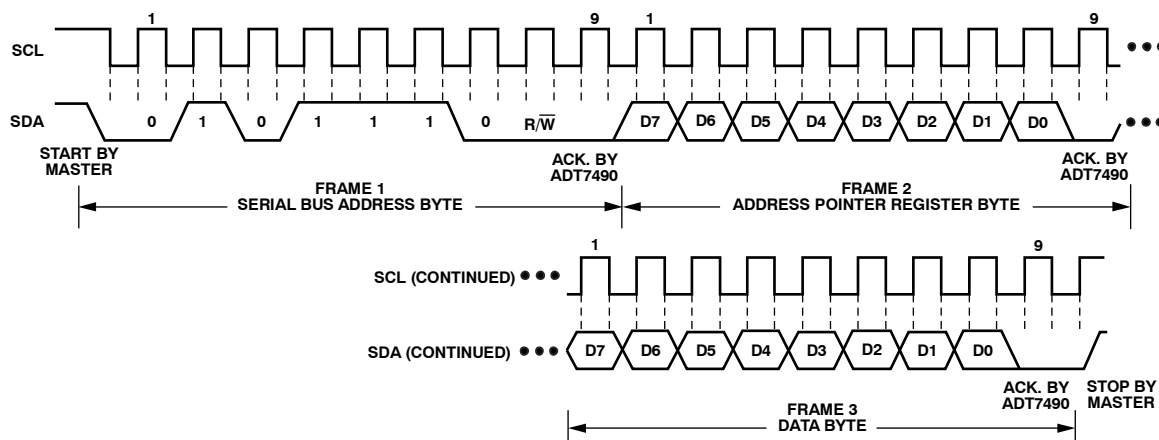 1 9 1 9
SCL
SDA 0 1 0 1 1 1 0 R/W D7 D6 D5 D4 D3 D2 D1 D0
START BY
MASTER
ACK. BY
ADT7490
ACK. BY
ADT7490
FRAME 1
SERIAL BUS ADDRESS BYTE
FRAME 2
ADDRESS POINTER REGISTER BYTE
1 9
SCL (CONTINUED)
SDA (CONTINUED) D7 D6 D5 D4 D3 D2 D1 D0
ACK. BY
ADT7490
STOP BY
MASTER
FRAME 3
DATA BYTE